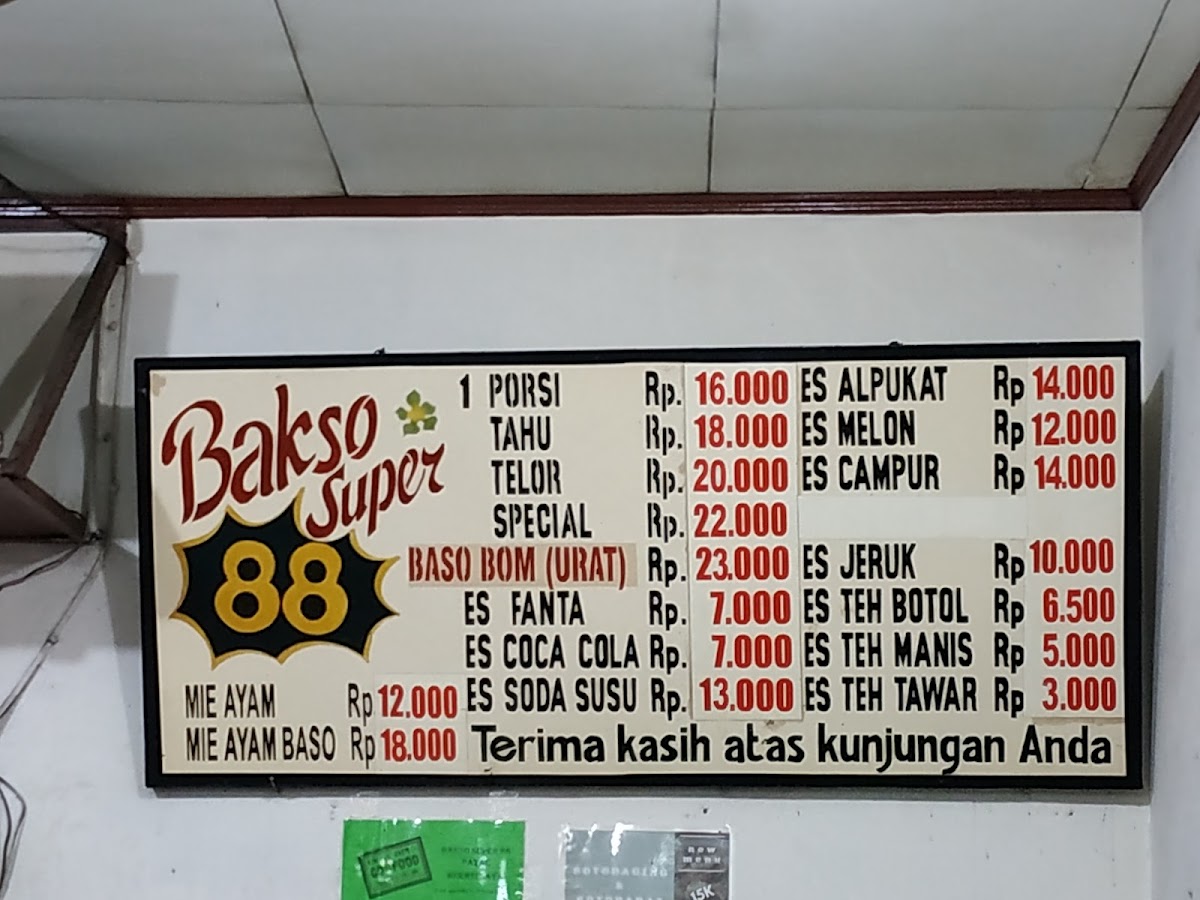 Bakso
super
88
MIE AYAM Rp 12.000
MIE AYAM BASO Rp 18.000
1 PORSI Rp. 16.000
TAHU Rp. 18.000
TELOR Rp. 20.000
SPECIAL Rp. 22.000
BASO BOM (URAT) Rp. 23.000
ES FANTA Rp. 7.000
ES COCA COLA Rp. 7.000
ES SODA SUSU Rp. 13.000
ES ALPUKAT Rp 14.000
ES MELON Rp 12.000
ES CAMPUR Rp 14.000
ES JERUK Rp 10.000
ES TEH BOTOL Rp 6.500
ES TEH MANIS Rp 5.000
ES TEH TAWAR Rp 3.000
Terima kasih atas kunjungan Anda
new
menu
15K